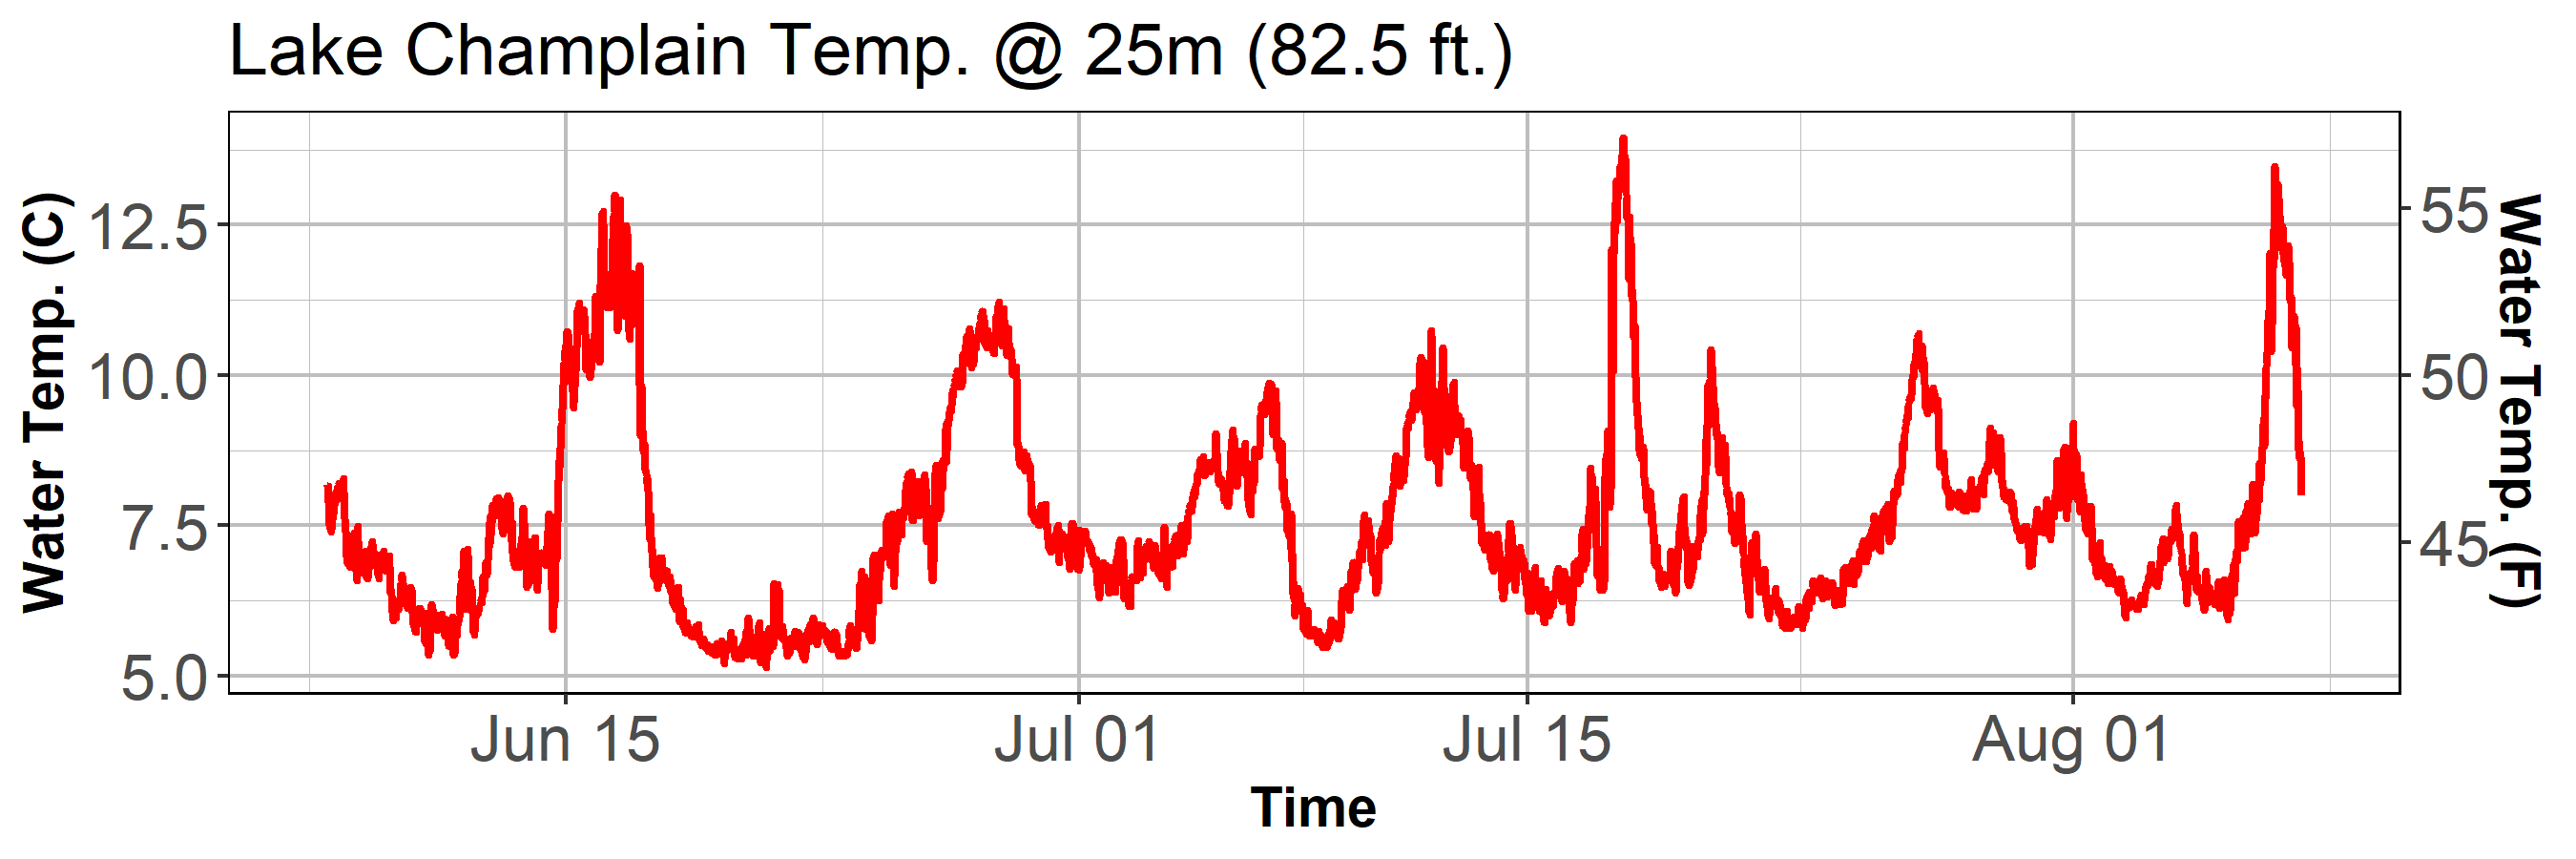 Lake Champlain Temp. @ 25m (82.5 ft.)
Water Temp. (C)
12.5
10.0
7.5
5.0
55
50
45
Water Temp. (F)
Jun 15
Jul 01
Jul 15
Aug 01
Time